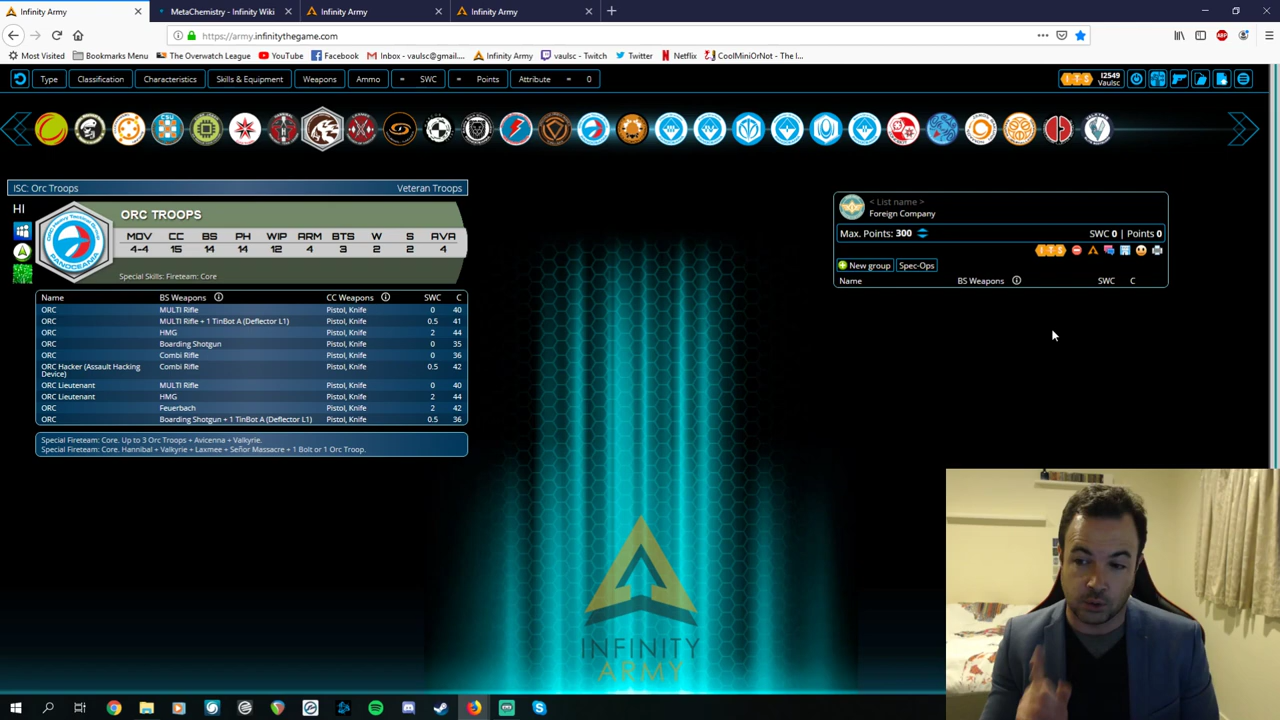 Infinity Army
MetaChemistry - Infinity Wiki
Infinity Army
Infinity Army
https://army.infinitythegame.com
Most Visited
Bookmarks Menu
The Overwatch League
YouTube
Facebook
Inbox - vaulsc@gmail....
Infinity Army
vaulsc - Twitch
Twitter
Netflix
CoolMiniOrNot - The I...
Type
Classification
Characteristics
Skills & Equipment
Weapons
Ammo
= SWC
= Points
Attribute = 0
ITS
I2549
Vaulsc
CSU
ISC: Orc Troops Veteran Troops
HI
ORC TROOPS
MOV CC BS PH WIP ARM BTS W S AVA
4-4 15 14 14 12 4 3 2 2 4
Special Skills: Fireteam: Core
PANOCEANIA
Name BS Weapons CC Weapons SWC C
ORC MULTI Rifle Pistol, Knife 0 40
ORC MULTI Rifle + 1 TinBot A (Deflector L1) Pistol, Knife 0.5 41
ORC HMG Pistol, Knife 2 44
ORC Boarding Shotgun Pistol, Knife 0 35
ORC Combi Rifle Pistol, Knife 0 36
ORC Hacker (Assault Hacking Combi Rifle Pistol, Knife 0.5 42
Device)
ORC Lieutenant MULTI Rifle Pistol, Knife 0 40
ORC Lieutenant HMG Pistol, Knife 2 44
ORC Feuerbach Pistol, Knife 2 42
ORC Boarding Shotgun + 1 TinBot A (Deflector L1) Pistol, Knife 0.5 36
Special Fireteam: Core. Up to 3 Orc Troops + Avicenna + Valkyrie.
Special Fireteam: Core. Hannibal + Valkyrie + Laxmee + Señor Massacre + 1 Bolt or 1 Orc Troop.
< List name >
Foreign Company
Max. Points: 300 SWC 0 | Points 0
ITS
New group
Spec-Ops
Name BS Weapons SWC C
INFINITY
ARMY